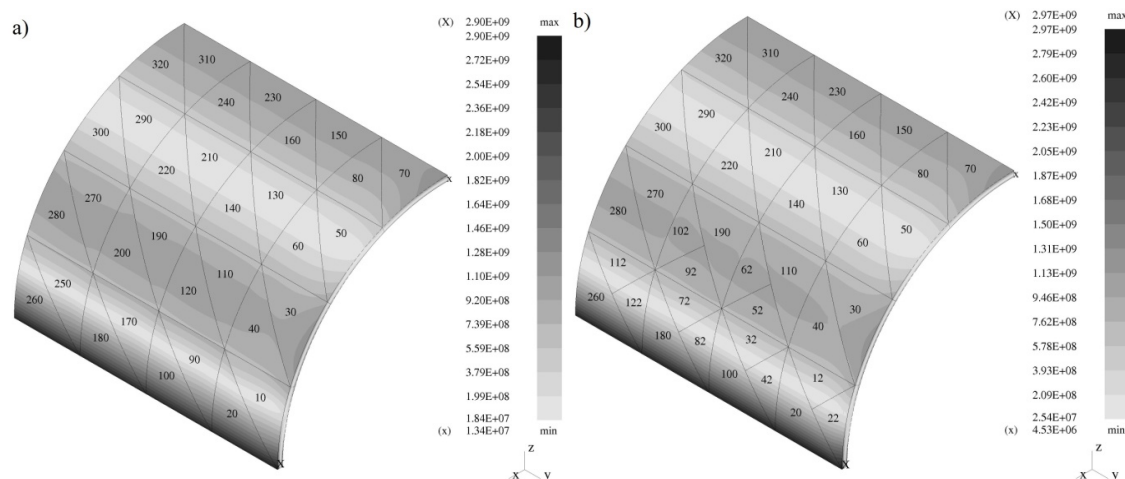 a)
(X) 2.90E+09 max
2.90E+09
2.72E+09
2.54E+09
2.36E+09
2.18E+09
2.00E+09
1.82E+09
1.64E+09
1.46E+09
1.28E+09
1.10E+09
9.20E+08
7.39E+08
5.59E+08
3.79E+08
1.99E+08
1.84E+07
(x) 1.34E+07 min
320 310
300 290 240 230
280 270 220 210 160 150
260 250 200 190 140 130 80 70
180 170 120 110 60 50
100 90 40 30
20 10
x
X
z
x y
b)
(X) 2.97E+09 max
2.97E+09
2.79E+09
2.60E+09
2.42E+09
2.23E+09
2.05E+09
1.87E+09
1.68E+09
1.50E+09
1.31E+09
1.13E+09
9.46E+08
7.62E+08
5.78E+08
3.93E+08
2.09E+08
2.54E+07
(x) 4.53E+06 min
320 310
300 290 240 230
280 270 220 210 160 150
260 112 102 190 140 130 80 70
122 92 62 110 60 50
180 72 52 40 30
82 32
100 42 12
20 22
x
X
z
x y